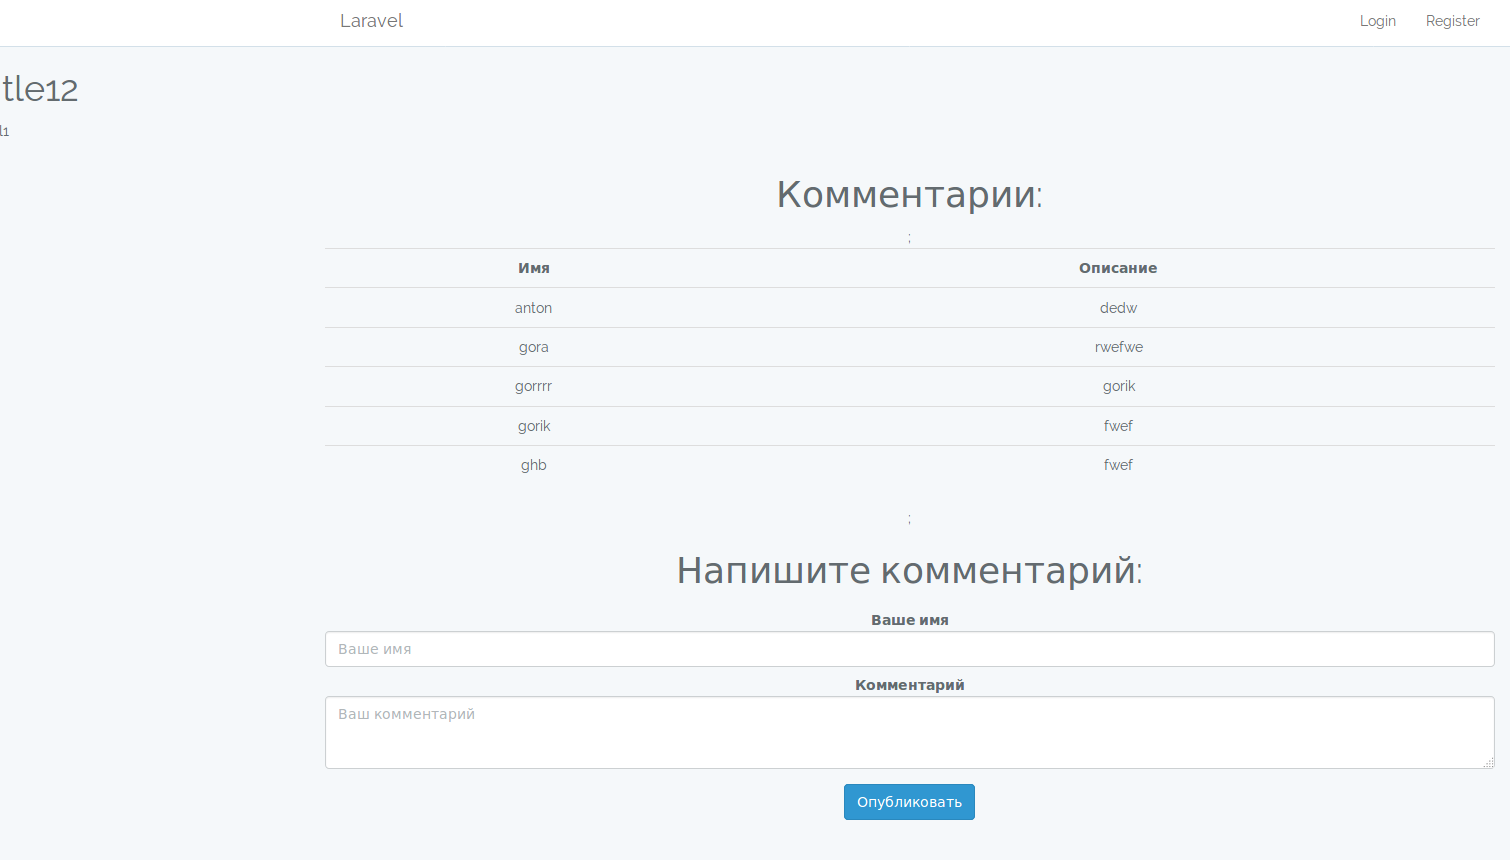 Laravel Login Register
tle12
l1
Комментарии:
;
Имя Описание
anton dedw
gora rwefwe
gorrrr gorik
gorik fwef
ghb fwef
;
Напишите комментарий:
Ваше имя
Ваше имя
Комментарий
Ваш комментарий
Опубликовать